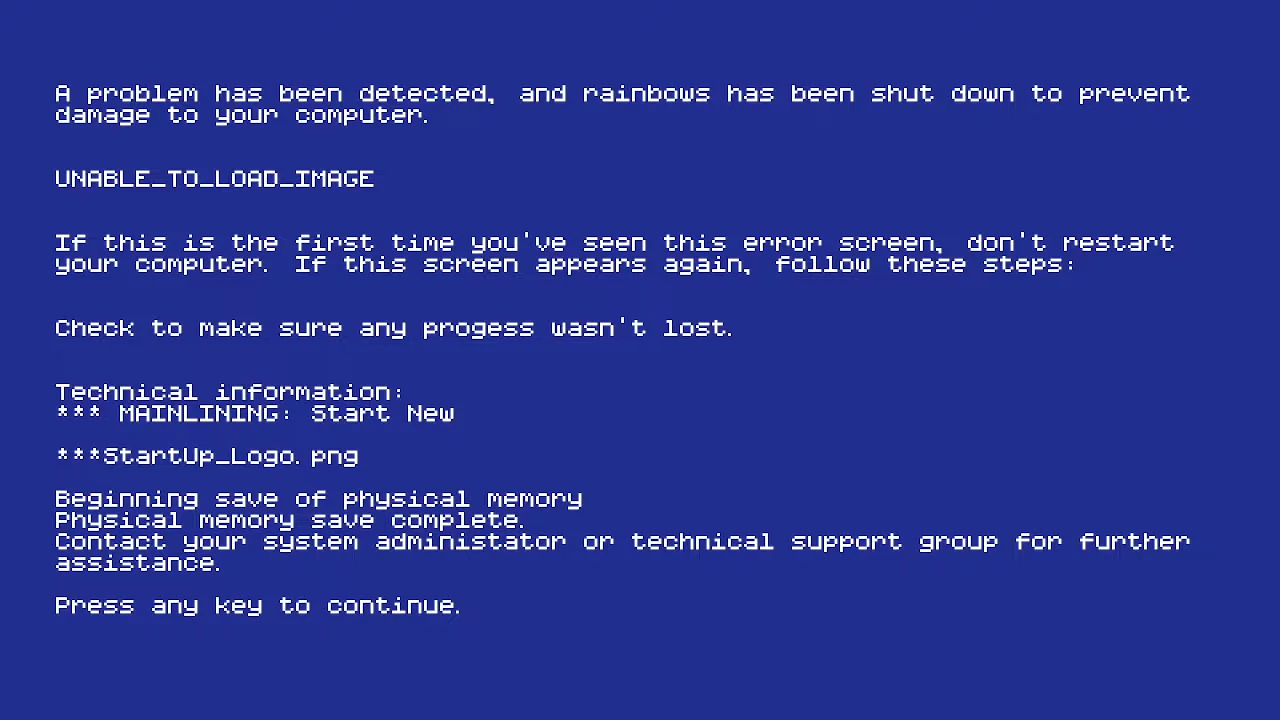 A problem has been detected, and rainbows has been shut down to prevent
damage to your computer.
UNABLE_TO_LOAD_IMAGE
If this is the first time you've seen this error screen, don't restart
your computer. If this screen appears again, follow these steps:
Check to make sure any progess wasn't lost.
Technical information:
*** MAINLINING: Start New
***StartUp_Logo.png
Beginning save of physical memory
Physical memory save complete.
Contact your system administator or technical support group for further
assistance.
Press any key to continue.